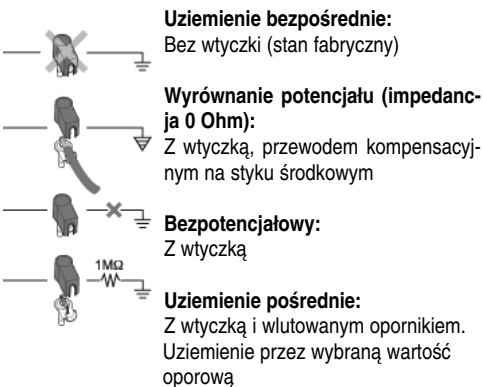 Uziemienie bezpośrednie:
Bez wtyczki (stan fabryczny)
Wyrównanie potencjału (impedanc-
ja 0 Ohm):
Z wtyczką, przewodem kompensacyj-
nym na styku środkowym
Bezpotencjałowy:
Z wtyczką
1MΩ
Uziemienie pośrednie:
Z wtyczką i wlutowanym opornikiem.
Uziemienie przez wybraną wartość
oporową